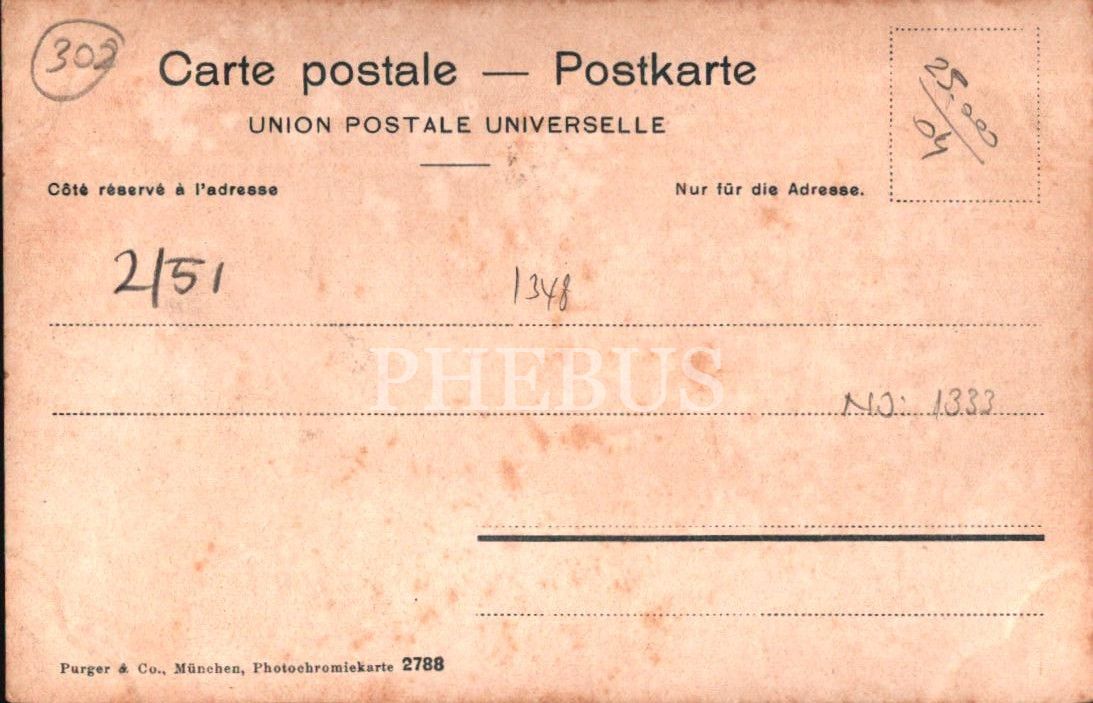 302
Carte postale — Postkarte
UNION POSTALE UNIVERSELLE
Côté réservé à l'adresse
Nur für die Adresse.
2/51
1348
PHEBUS
NO: 1333
Purger & Co., München, Photochromiekarte 2788